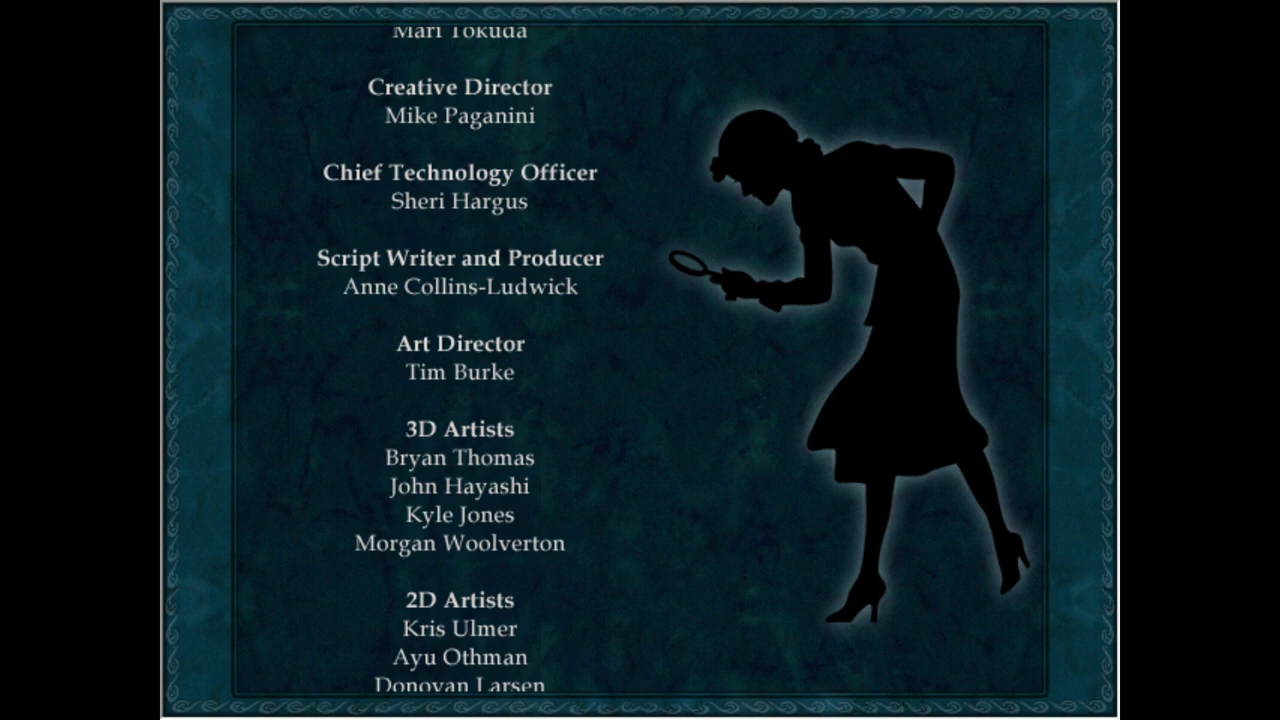 Mari Tokuda
Creative Director
Mike Paganini
Chief Technology Officer
Sheri Hargus
Script Writer and Producer
Anne Collins-Ludwick
Art Director
Tim Burke
3D Artists
Bryan Thomas
John Hayashi
Kyle Jones
Morgan Woolverton
2D Artists
Kris Ulmer
Ayu Othman
Donovan Larsen